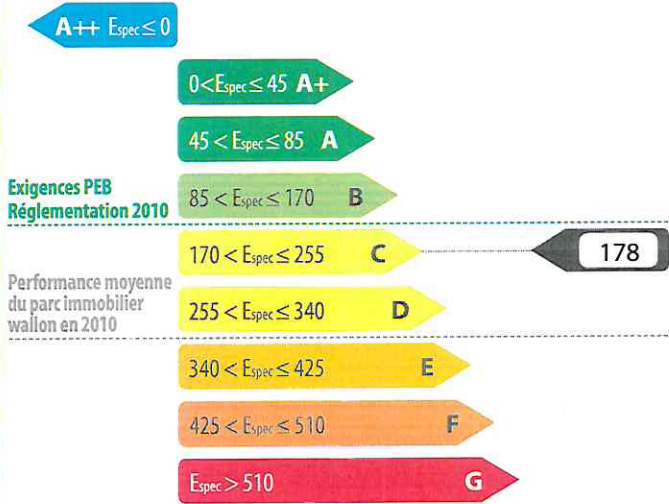 A++ Espec ≤ 0
0 < Espec ≤ 45 A+
45 < Espec ≤ 85 A
Exigences PEB
Réglementation 2010
85 < Espec ≤ 170 B
170 < Espec ≤ 255 C
178
Performance moyenne
du parc immobilier
wallon en 2010
255 < Espec ≤ 340 D
340 < Espec ≤ 425 E
425 < Espec ≤ 510 F
Espec > 510 G